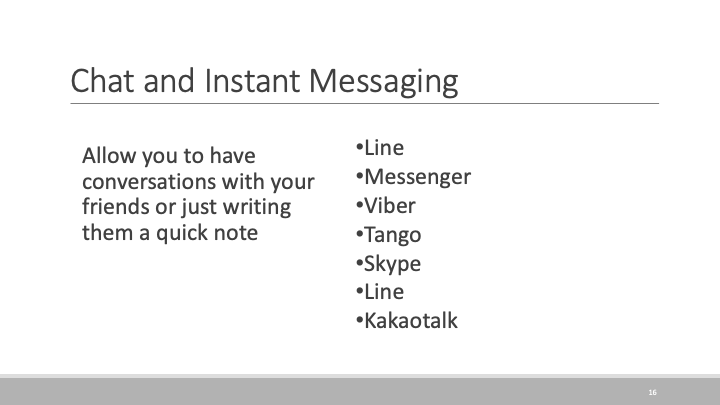 Chat and Instant Messaging
Allow you to have
conversations with your
friends or just writing
them a quick note
•Line
•Messenger
•Viber
•Tango
•Skype
•Line
•Kakaotalk
16